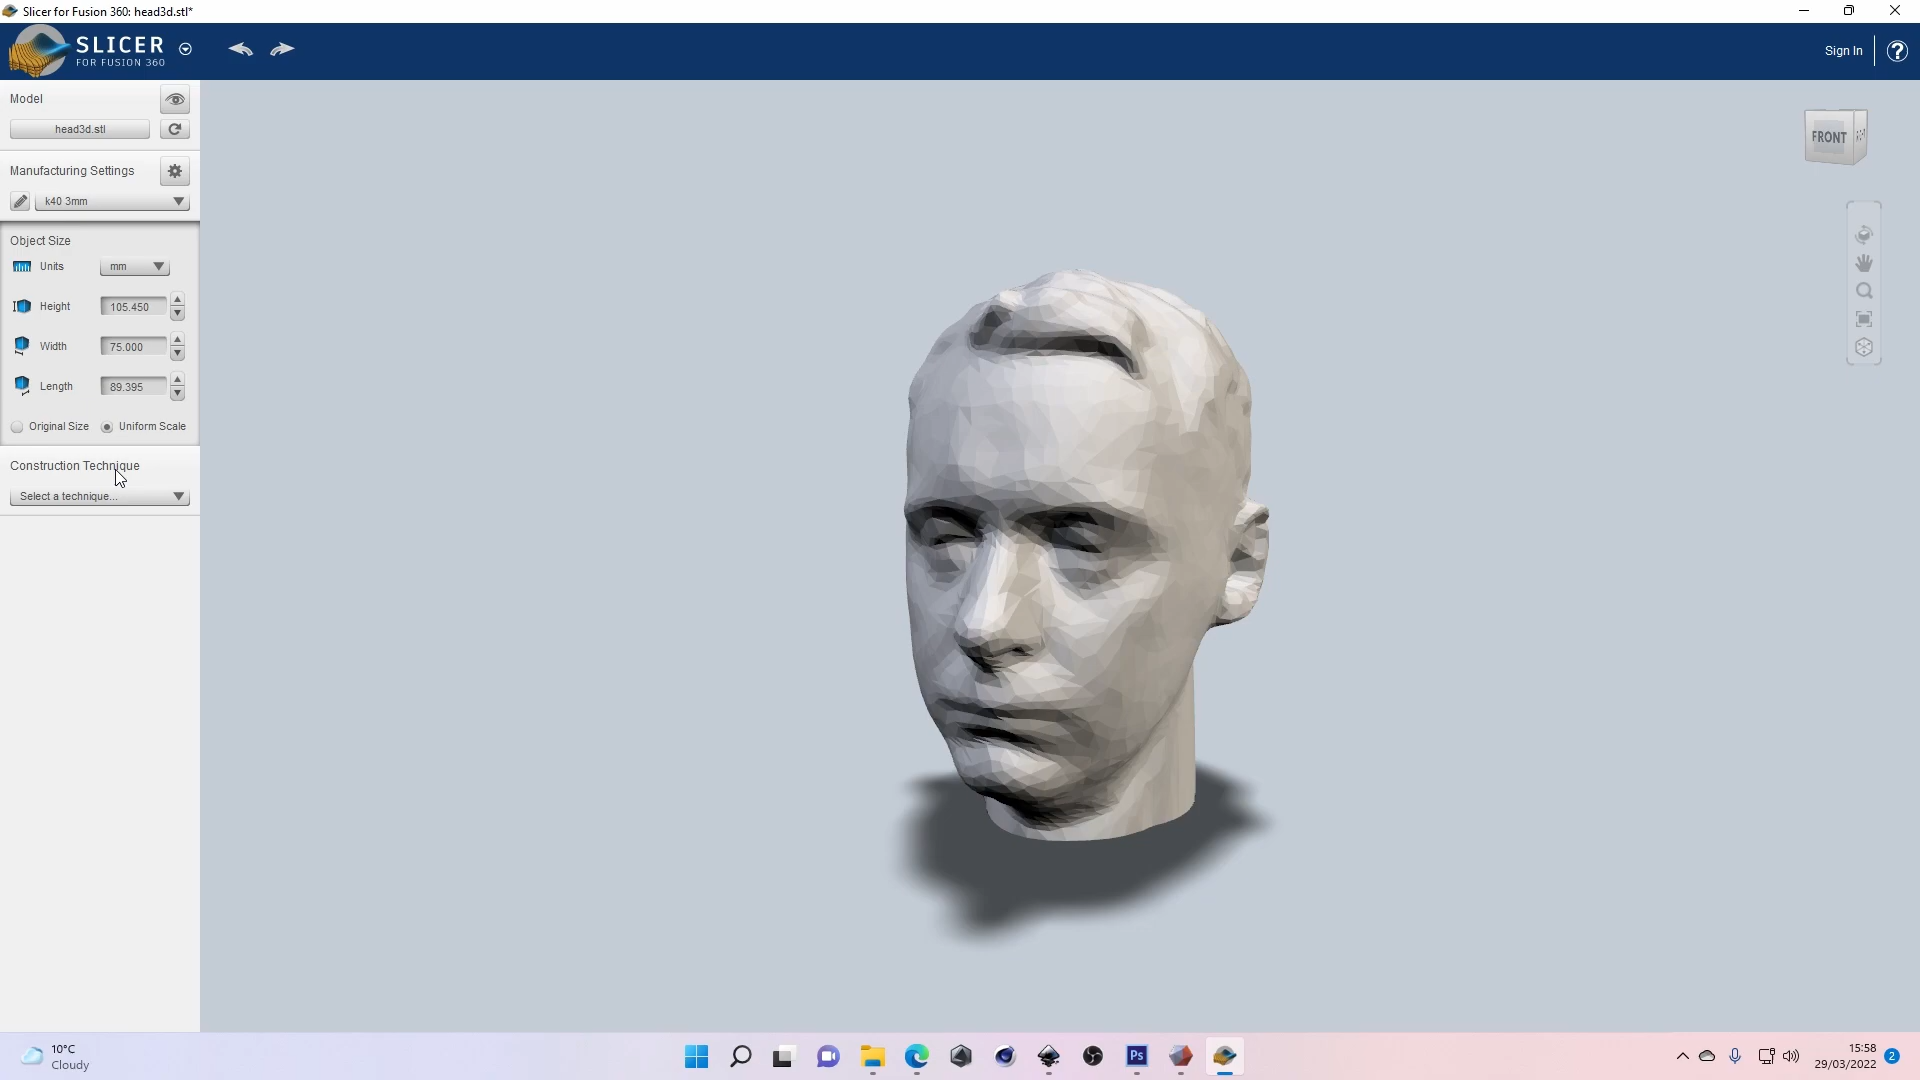 Slicer for Fusion 360: head3d.stl*
SLICER
FOR FUSION 360
Sign In
?
Model
head3d.stl
Manufacturing Settings
k40 3mm
Object Size
Units mm
Height 105.450
Width 75.000
Length 89.395
Original Size Uniform Scale
Construction Technique
Select a technique...
FRONT
Ps
10°C
Cloudy
15:58
29/03/2022
2